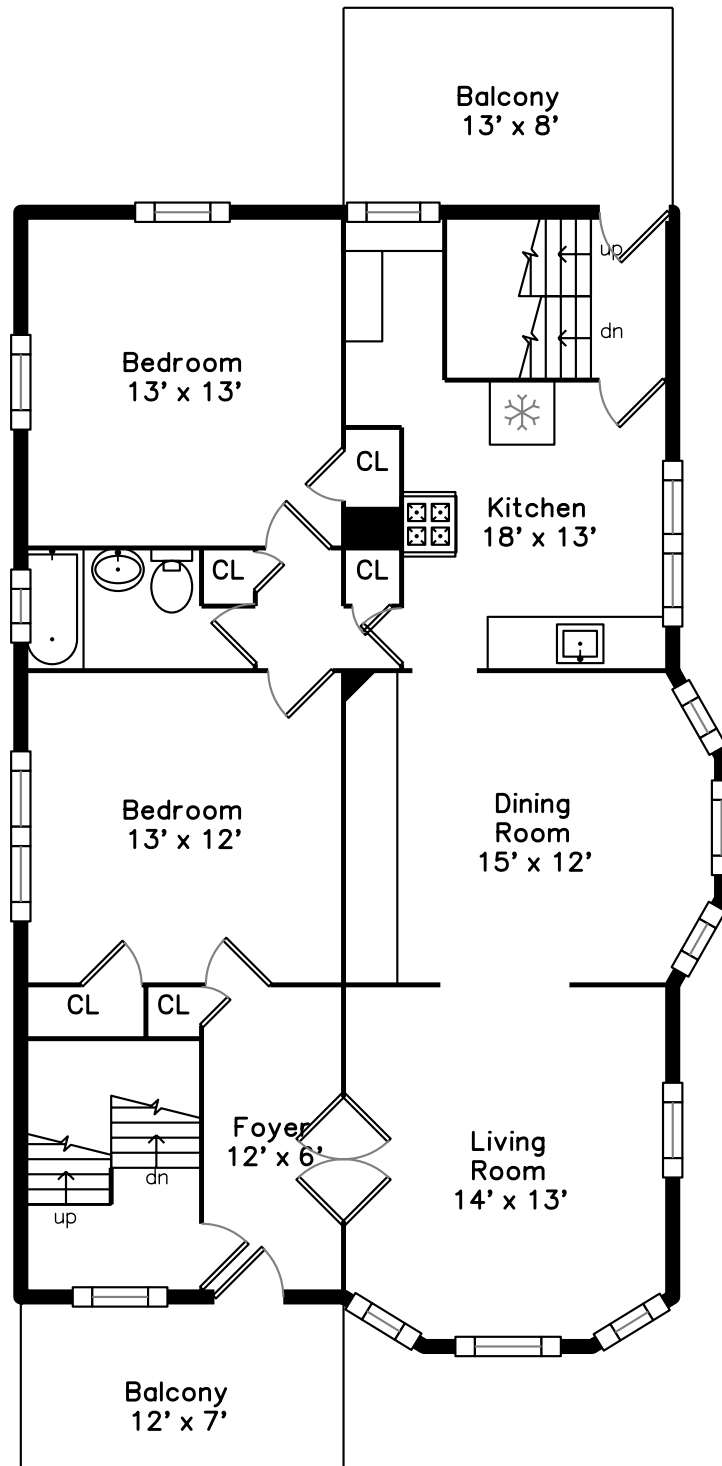 Balcony
13' x 8'
up
dn
Bedroom
13' x 13'
CL
Kitchen
18' x 13'
CL
CL
Bedroom
13' x 12'
Dining
Room
15' x 12'
CL
CL
Foyer
12' x 6'
Living
Room
14' x 13'
dn
up
Balcony
12' x 7'